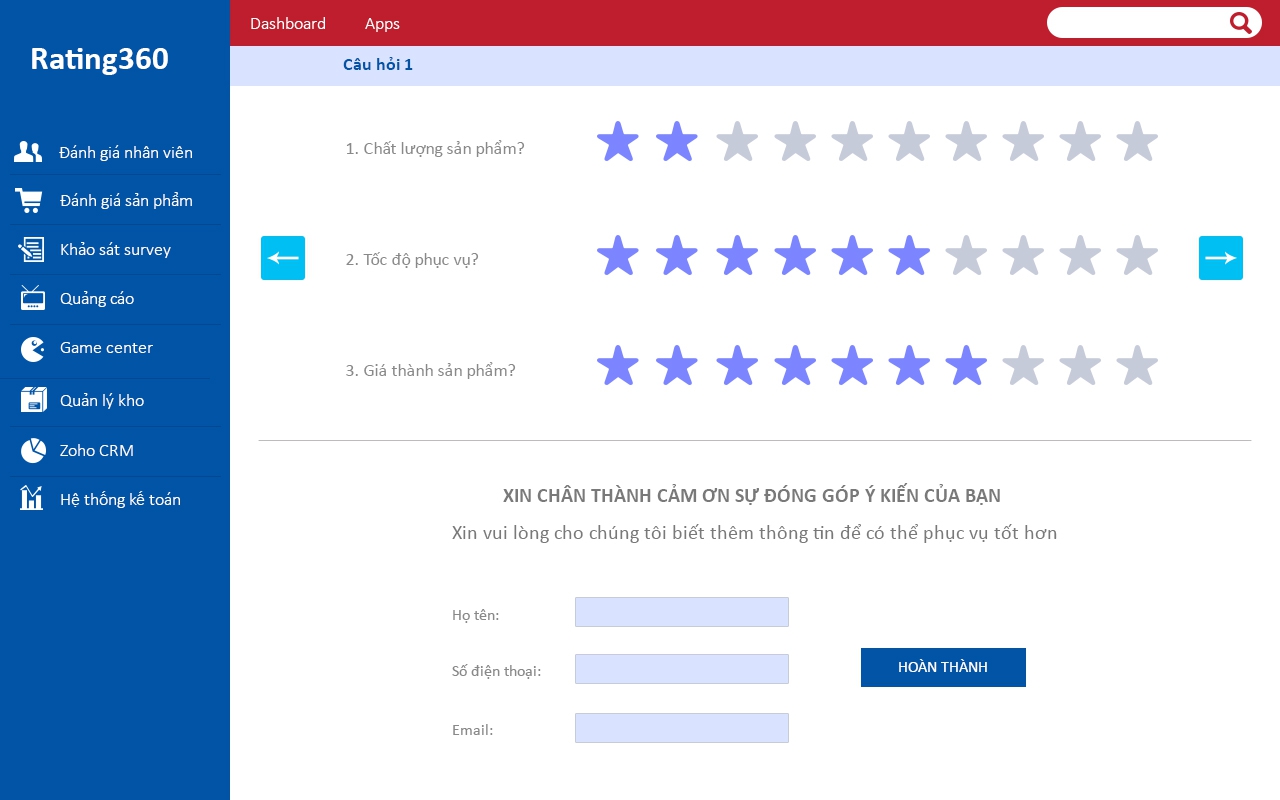 Rating360
Dashboard
Apps
Câu hỏi 1
Đánh giá nhân viên
Đánh giá sản phẩm
Khảo sát survey
Quảng cáo
Game center
Quản lý kho
Zoho CRM
Hệ thống kế toán
1. Chất lượng sản phẩm?
2. Tốc độ phục vụ?
3. Giá thành sản phẩm?
XIN CHÂN THÀNH CẢM ƠN SỰ ĐÓNG GÓP Ý KIẾN CỦA BẠN
Xin vui lòng cho chúng tôi biết thêm thông tin để có thể phục vụ tốt hơn
Họ tên:
Số điện thoại:
Email:
HOÀN THÀNH